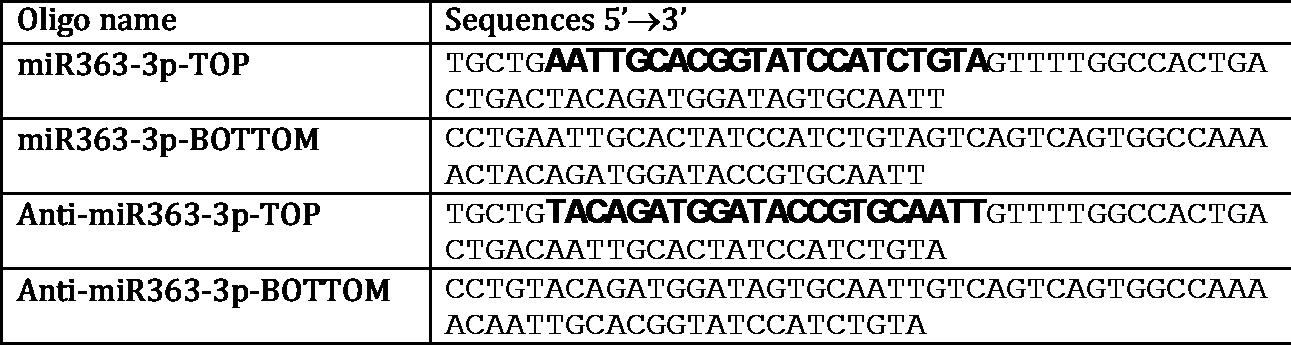 Oligo name Sequences 5’→3’
miR363-3p-TOP TGCTGAATTGCACGGTATCCATCTGTAGTTTTGGCCACTGA
CTGACTACAGATGGATAGTGCAATT
miR363-3p-BOTTOM CCTGAATTGCACTATCCATCTGTAGTCAGTCAGTGGCCAAA
ACTACAGATGGATACCGTGCAATT
Anti-miR363-3p-TOP TGCTGTACAGATGGATACCGTGCAATTGTTTTGGCCACTGA
CTGACAATTGCACTATCCATCTGTA
Anti-miR363-3p-BOTTOM CCTGTACAGATGGATAGTGCAATTGTCAGTCAGTGGCCAAA
ACAATTGCACGGTATCCATCTGTA